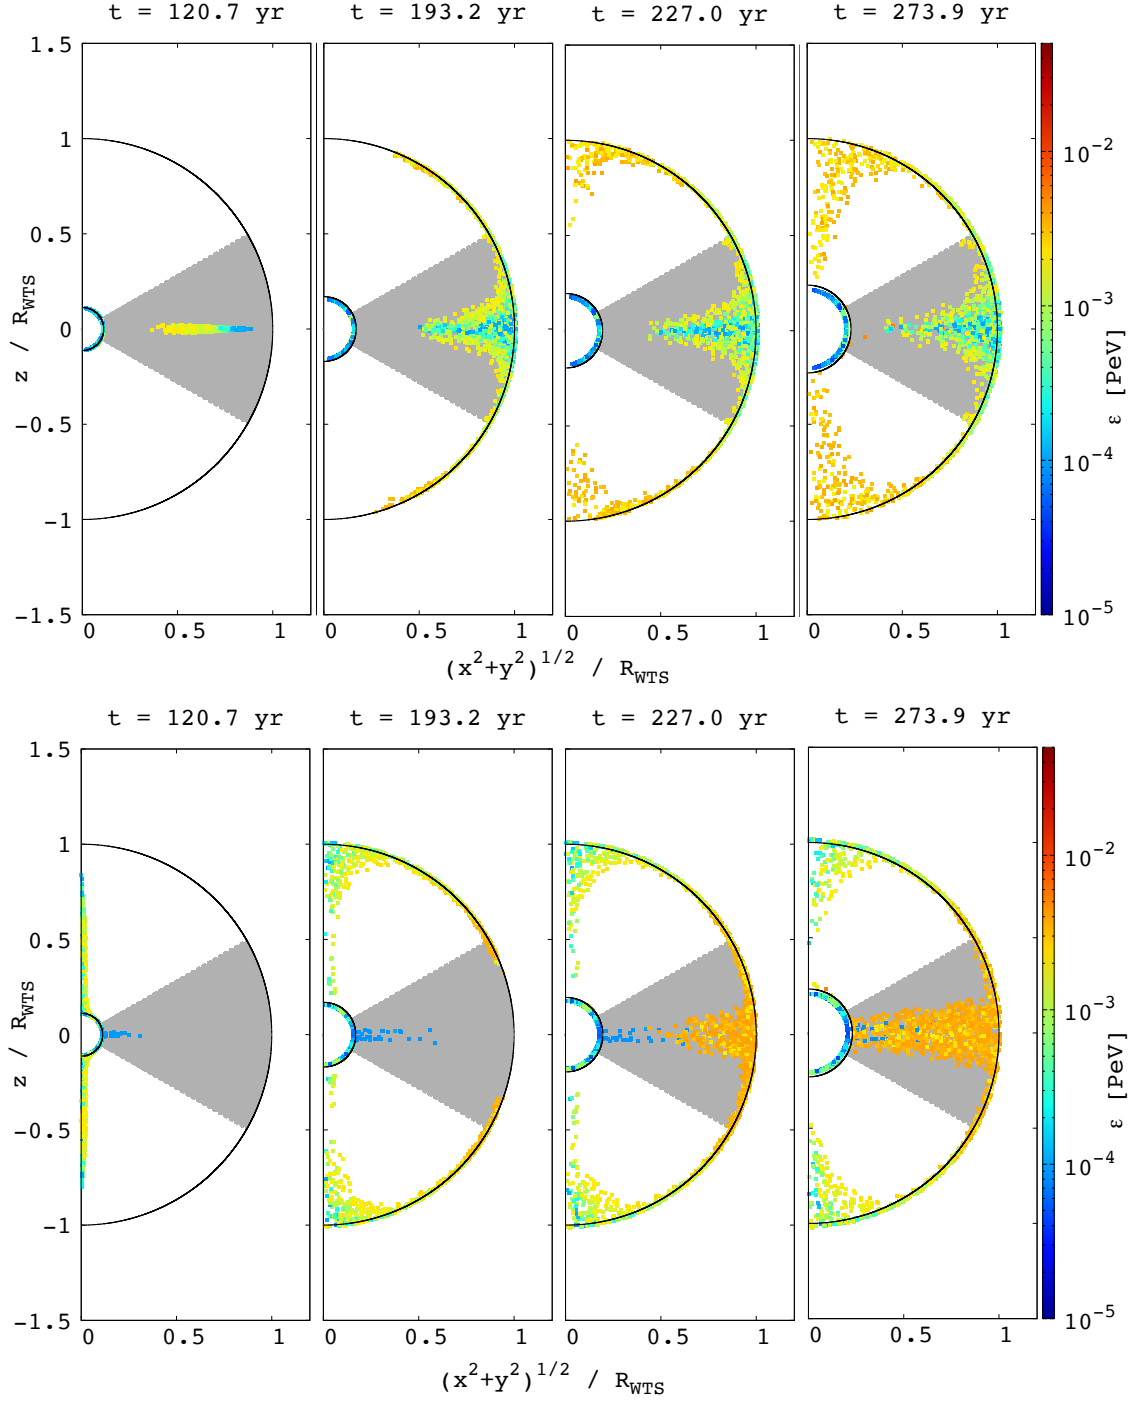 t = 120.7 yr t = 193.2 yr t = 227.0 yr t = 273.9 yr
1.5
1
0.5
0
-0.5
-1
-1.5
z / R_WTS
0 0.5 1 0 0.5 1 0 0.5 1 0 0.5 1
(x²+y²)^1/2 / R_WTS
10⁻²
10⁻³
10⁻⁴
10⁻⁵
ε [PeV]
t = 120.7 yr t = 193.2 yr t = 227.0 yr t = 273.9 yr
1.5
1
0.5
0
-0.5
-1
-1.5
z / R_WTS
0 0.5 1 0 0.5 1 0 0.5 1 0 0.5 1
(x²+y²)^1/2 / R_WTS
10⁻²
10⁻³
10⁻⁴
10⁻⁵
ε [PeV]